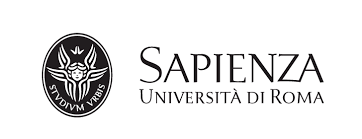 STVDIVM VRBIS
SAPIENZA
UNIVERSITÀ DI ROMA